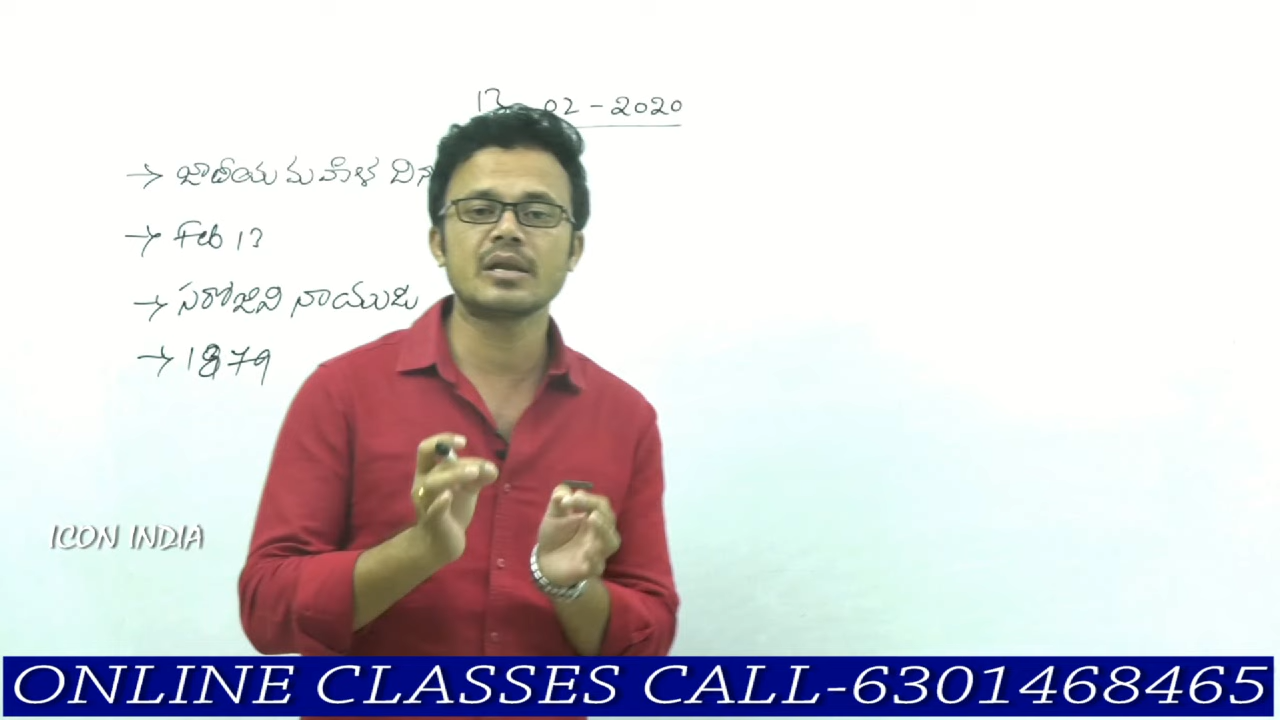 13-02-2020
→ జాతీయ మహిళ దినా
→ Feb 13
→ సరోజిని నాయుడు
→ 1879
ICON INDIA
ONLINE CLASSES CALL-6301468465